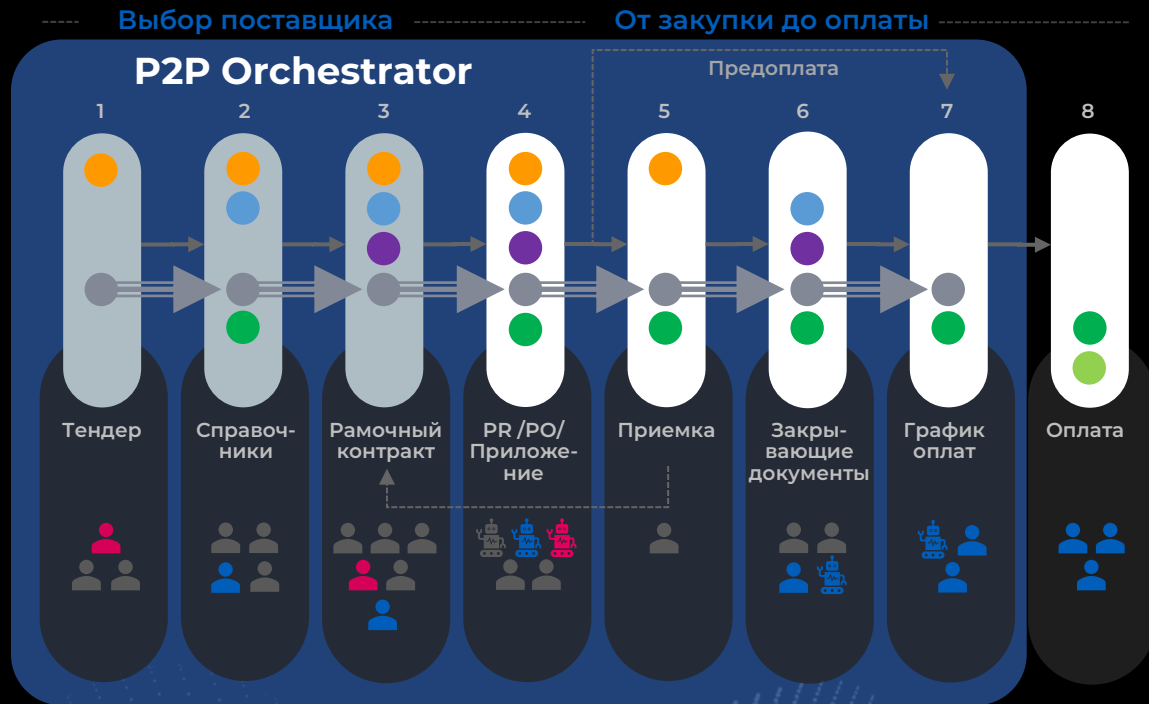 Выбор поставщика
От закупки до оплаты
P2P Orchestrator
Предоплата
1
2
3
4
5
6
7
8
Тендер
Справоч-
ники
Рамочный
контракт
PR /PO/
Приложе-
ние
Приемка
Закры-
вающие
документы
График
оплат
Оплата